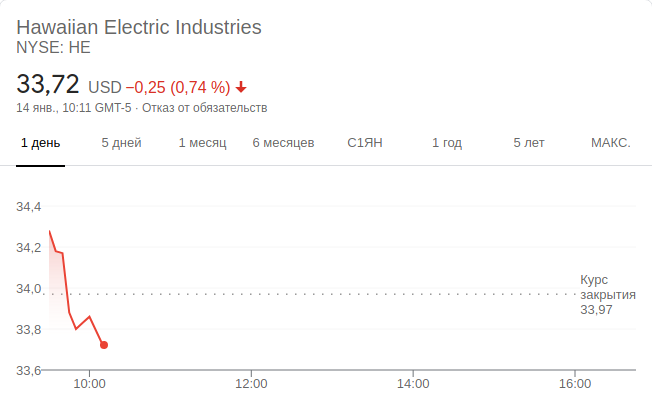 Hawaiian Electric Industries
NYSE: HE
33,72 USD −0,25 (0,74 %)
14 янв., 10:11 GMT-5 · Отказ от обязательств
1 день 5 дней 1 месяц 6 месяцев С1ЯН 1 год 5 лет МАКС.
34,4
34,2
34,0
33,8
33,6
Курс
закрытия
33,97
10:00 12:00 14:00 16:00